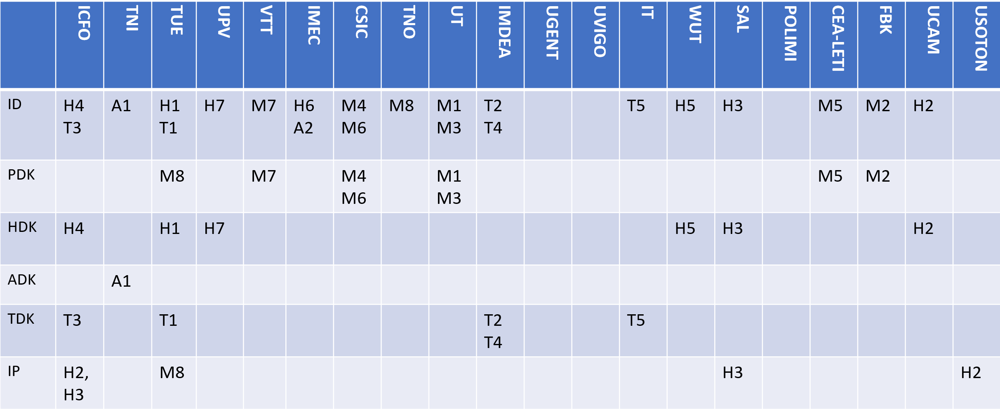 ICFO TNI TUE UPV VTT IMEC CSIC TNO UT IMDEA UGENT UVIGO IT WUT SAL POLIMI CEA-LETI FBK UCAM USOTON
ID H4 A1 H1 H7 M7 H6 M4 M8 M1 T2 T5 H5 H3 M5 M2 H2
T3 T1 A2 M6 M3 T4
PDK M8 M7 M4 M1 M5 M2
M6 M3
HDK H4 H1 H7 H5 H3 H2
ADK A1
TDK T3 T1 T2 T5
T4
IP H2, M8 H3 H2
H3